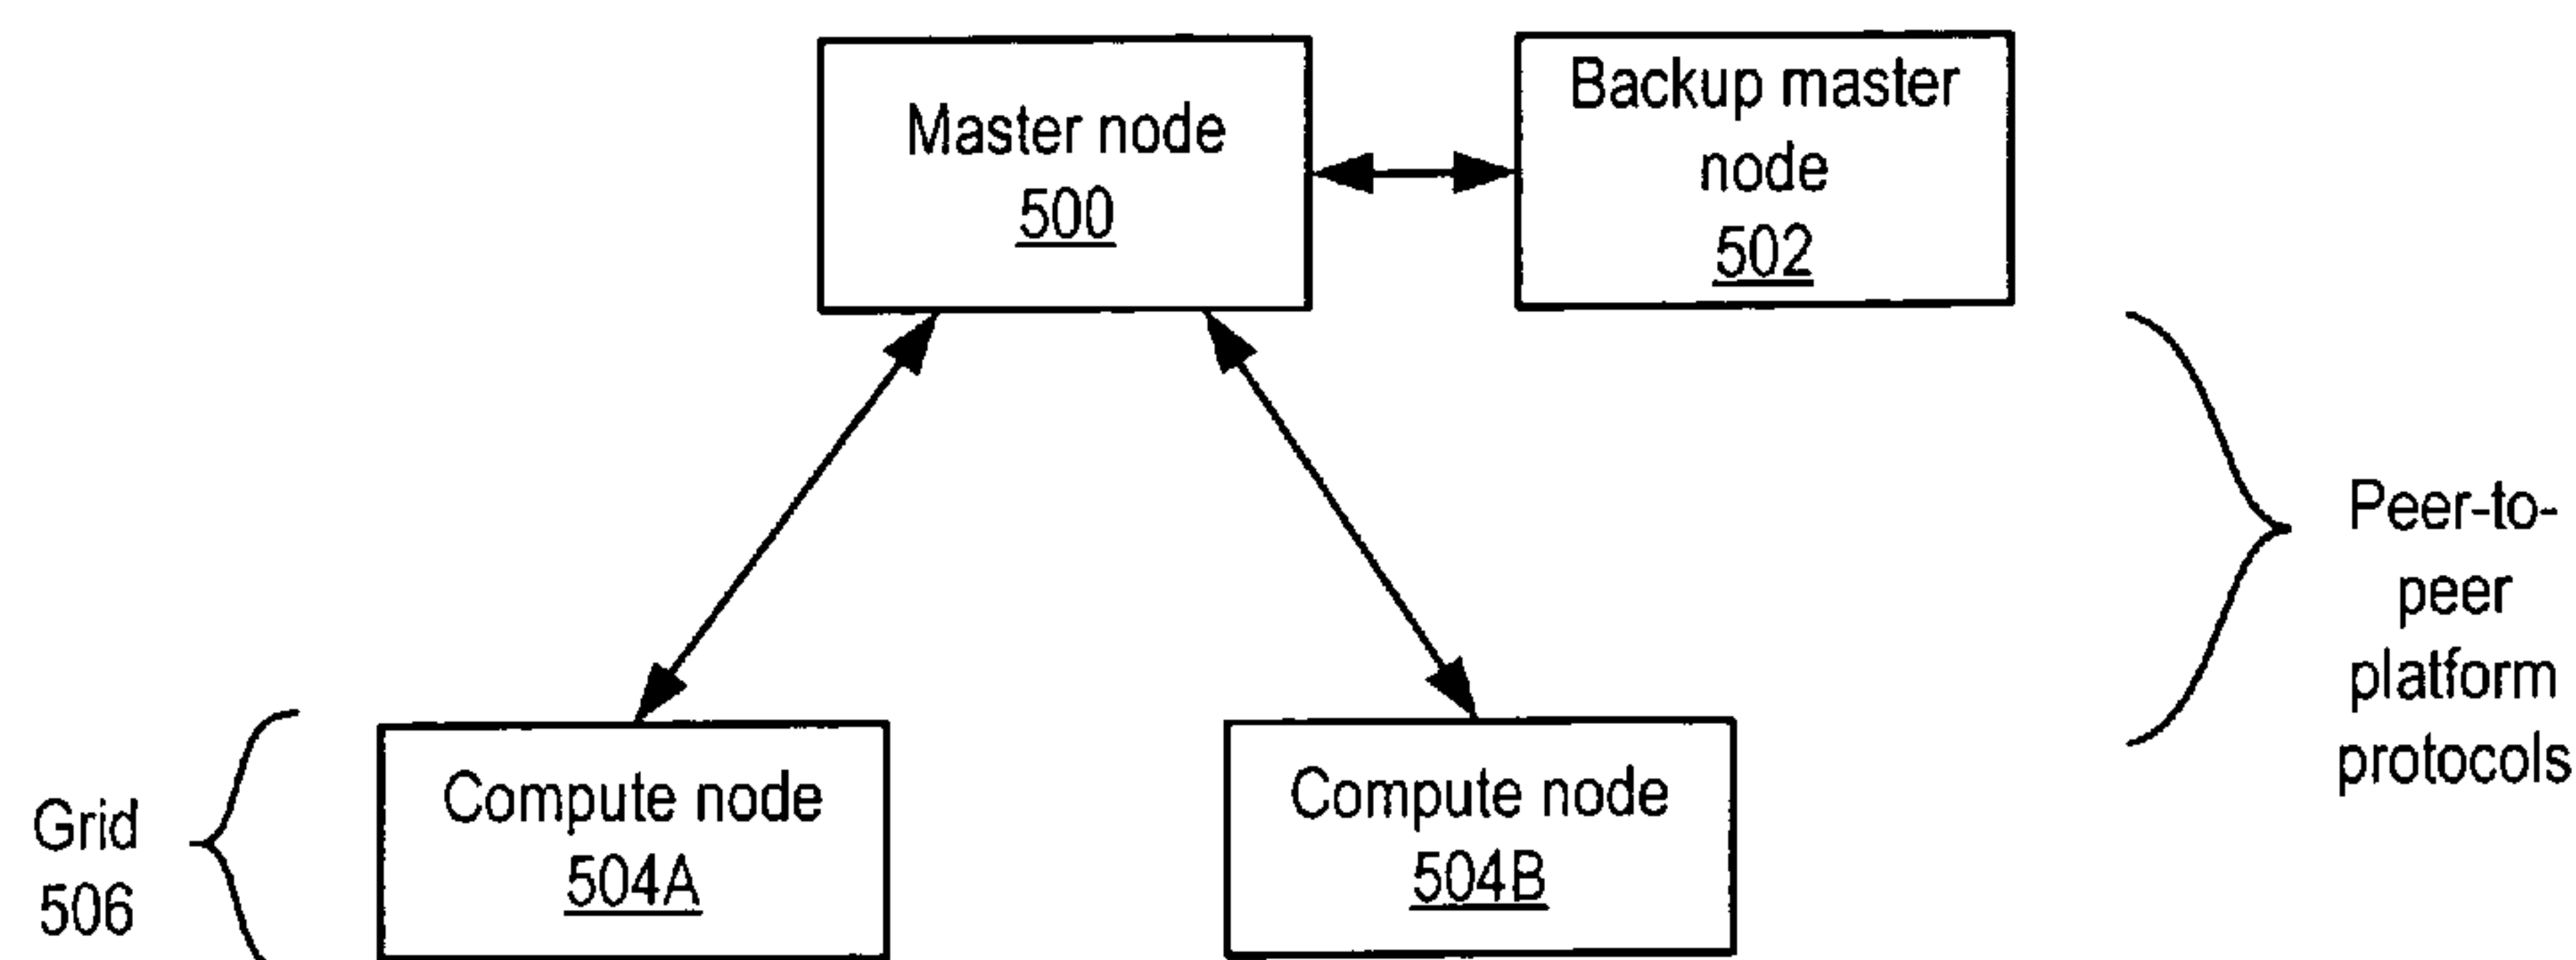 Master node
500
Backup master
node
502
Peer-to-
peer
platform
protocols
Grid
506
Compute node
504A
Compute node
504B